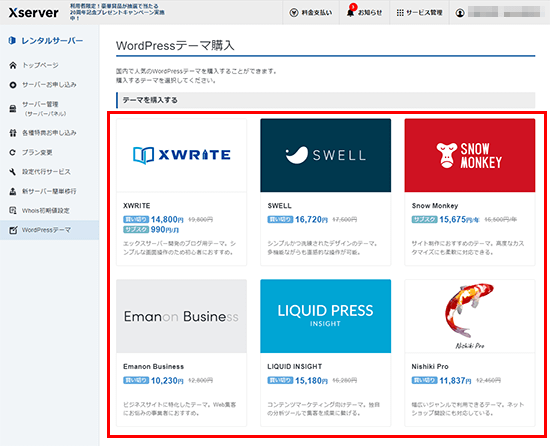 Xserver
利用者限定！豪華賞品が抽選で当たる
20周年記念プレゼントキャンペーン実施
中！
料金支払い
3
お知らせ
サービス管理
レンタルサーバー
トップページ
サーバーお申し込み
サーバー管理
（サーバーパネル）
各種特典お申し込み
プラン変更
設定代行サービス
新サーバー簡単移行
Whois初期値設定
WordPressテーマ
WordPressテーマ購入
国内で人気のWordPressテーマを購入することができます。
購入するテーマを選択してください。
テーマを購入する
XWRITE
XWRITE
買い切り 14,800円 19,800円
サブスク 990円/月
エックスサーバー開発のブログ用テーマ。シ
ンプルな画面操作のため初心者におすすめ。
SWELL
SWELL
買い切り 16,720円 17,600円
シンプルかつ洗練されたデザインのテーマ。
多機能ながらも直感的な操作が可能。
SNOW
MONKEY
Snow Monkey
サブスク 15,675円/年 16,500円/年
サイト制作におすすめのテーマ。高度なカス
タマイズにも柔軟に対応できる。
Emanon Business
Emanon Business
買い切り 10,230円 12,800円
ビジネスサイトに特化したテーマ。Web集客
にお悩みの事業者におすすめ。
LIQUID PRESS
INSIGHT
LIQUID INSIGHT
買い切り 15,180円 16,280円
コンテンツマーケティング向けテーマ。独自
の分析ツールで集客を成果に繋げる。
Nishiki Pro
Nishiki Pro
買い切り 11,837円 12,460円
幅広いジャンルで利用できるテーマ。ネット
ショップ開設にも対応している。